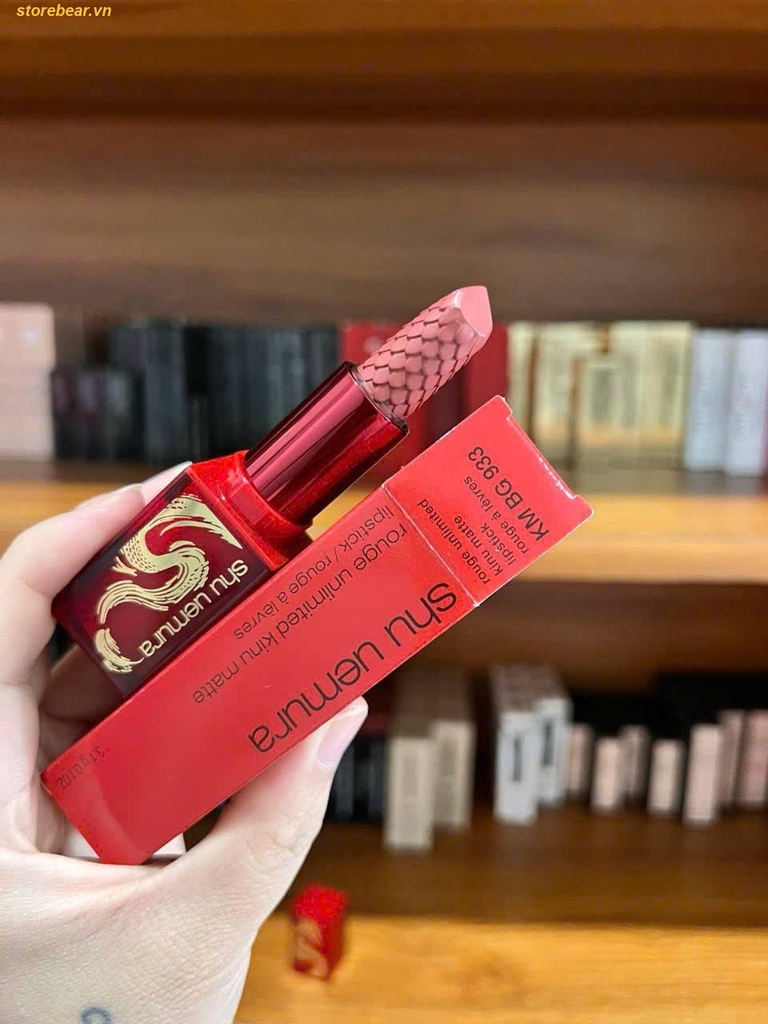 storebear.vn
shu uemura
rouge unlimited
kinu matte
lipstick
rouge à lèvres
KM BG 933
shu uemura
rouge unlimited kinu matte
lipstick / rouge à lèvres